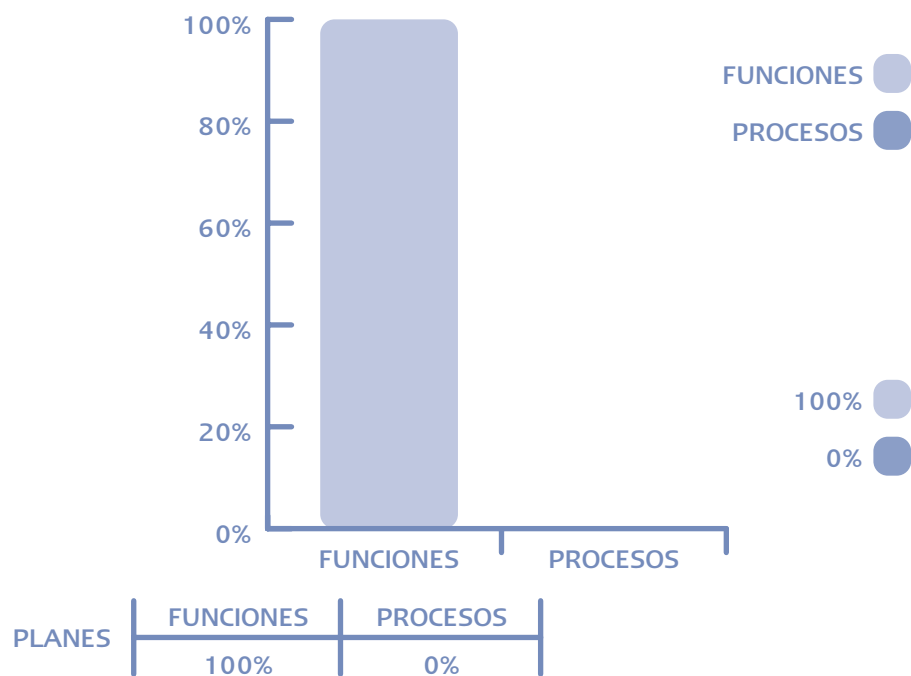 100%
80%
60%
40%
20%
0%
FUNCIONES
PROCESOS
FUNCIONES
PROCESOS
100%
0%
PLANES
FUNCIONES
PROCESOS
100%
0%